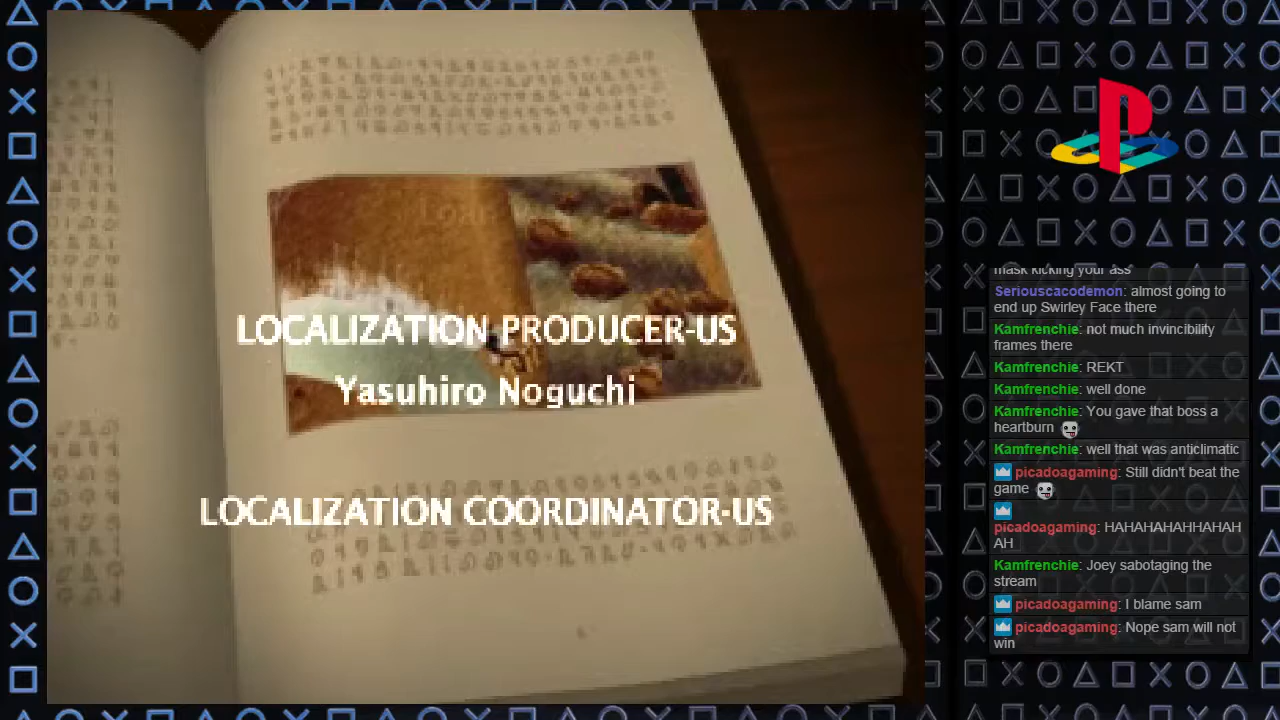 Loan
LOCALIZATION PRODUCER-US
Yasuhiro Noguchi
LOCALIZATION COORDINATOR-US
mask kicking your ass
Seriouscacodemon: almost going to
end up Swirley Face there
Kamfrenchie: not much invincibility
frames there
Kamfrenchie: REKT
Kamfrenchie: well done
Kamfrenchie: You gave that boss a
heartburn
Kamfrenchie: well that was anticlimatic
picadoagaming: Still didn't beat the
game
picadoagaming: HAHAHAHAHHAHAH
AH
Kamfrenchie: Joey sabotaging the
stream
picadoagaming: I blame sam
picadoagaming: Nope sam will not
win